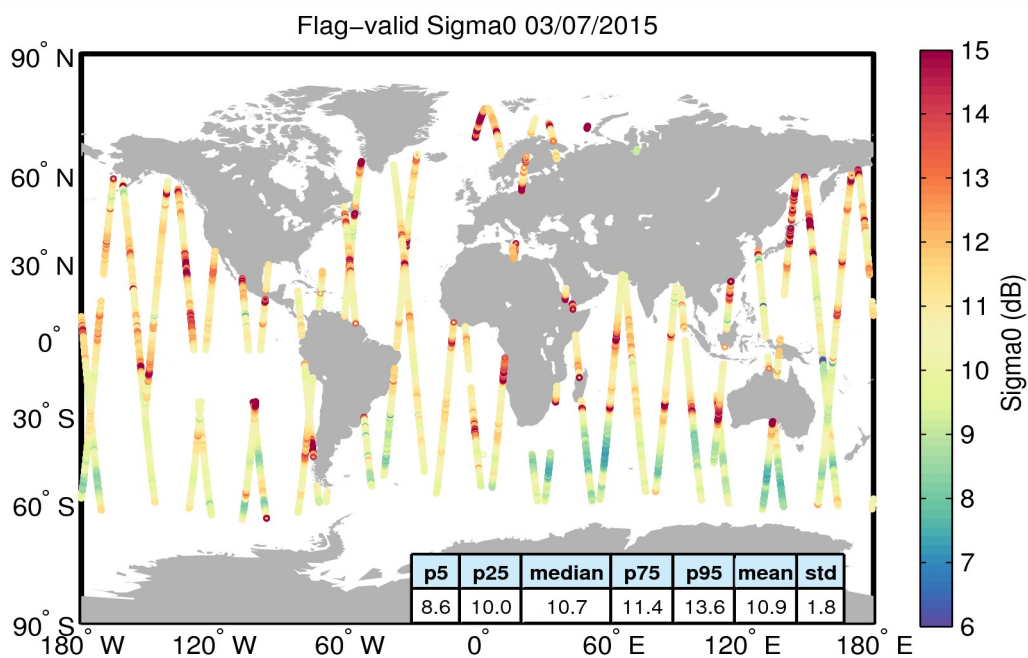 Flag−valid Sigma0 03/07/2015
90° N
60° N
30° N
0°
30° S
60° S
90° S
180° W
120° W
60° W
0°
60° E
120° E
180° E
p5 p25 median p75 p95 mean std
8.6 10.0 10.7 11.4 13.6 10.9 1.8
15
14
13
12
11
10
9
8
7
6
Sigma0 (dB)